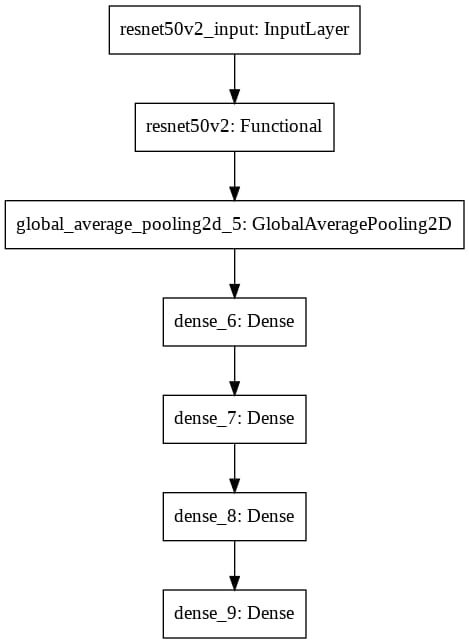 resnet50v2_input: InputLayer
resnet50v2: Functional
global_average_pooling2d_5: GlobalAveragePooling2D
dense_6: Dense
dense_7: Dense
dense_8: Dense
dense_9: Dense